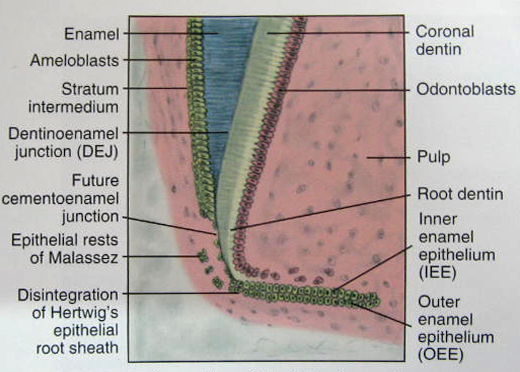 Enamel
Ameloblasts
Stratum
intermedium
Dentinoenamel
junction (DEJ)
Future
cementoenamel
junction
Epithelial rests
of Malassez
Disintegration
of Hertwig's
epithelial
root sheath
Coronal
dentin
Odontoblasts
Pulp
Root dentin
Inner
enamel
epithelium
(IEE)
Outer
enamel
epithelium
(OEE)